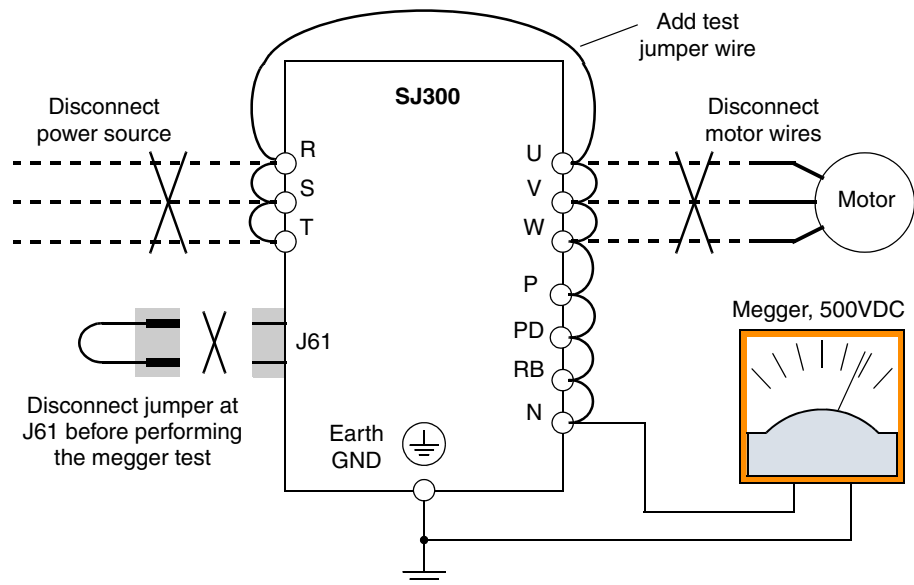 Add test
jumper wire
SJ300
Disconnect
power source
Disconnect
motor wires
R
S
T
U
V
W
Motor
P
PD
RB
N
J61
Megger, 500VDC
Disconnect jumper at
J61 before performing
the megger test
Earth
GND